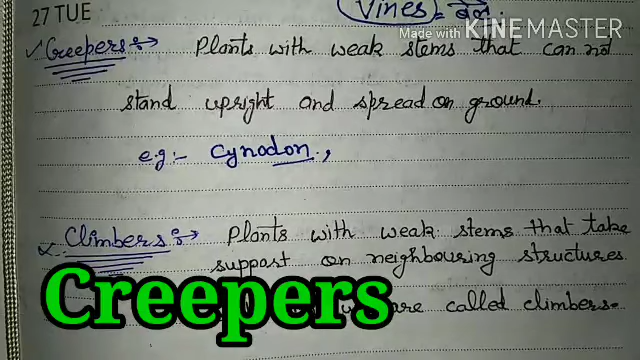 27 TUE
(Vines) = बेल.
Made with KINEMASTER
Creepers :→ Plants with weak stems that can not
stand upright and spread on ground.
e.g :- Cynodon,
Climbers :→ Plants with weak stems that take
support on neighbouring structures
are called climbers.
Creepers